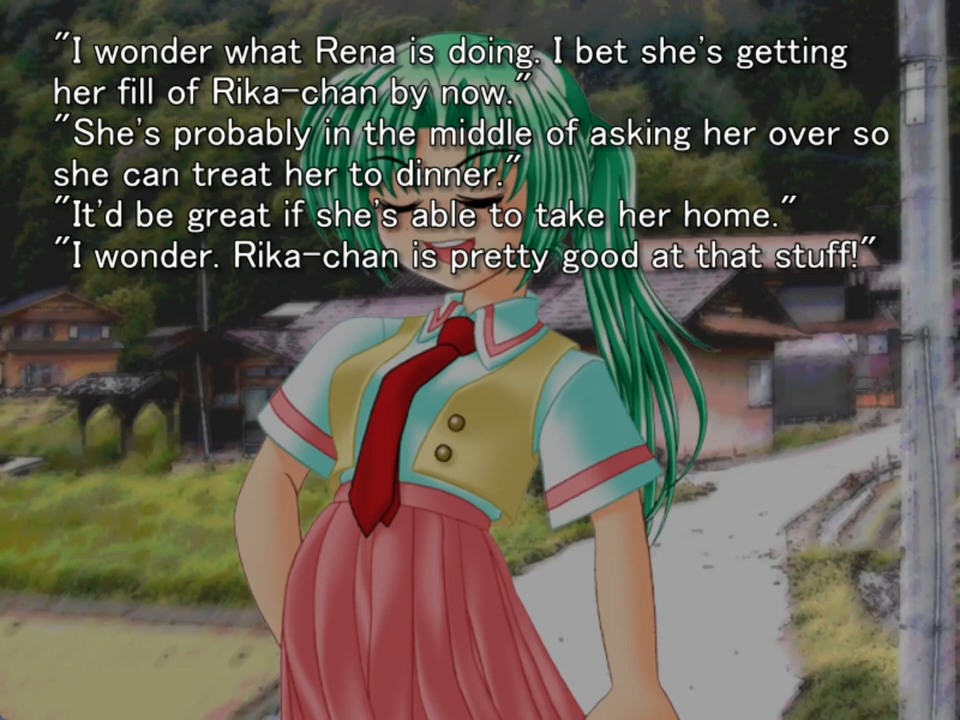 "I wonder what Rena is doing. I bet she's getting
her fill of Rika-chan by now."
"She's probably in the middle of asking her over so
she can treat her to dinner."
"It'd be great if she's able to take her home."
"I wonder. Rika-chan is pretty good at that stuff!"